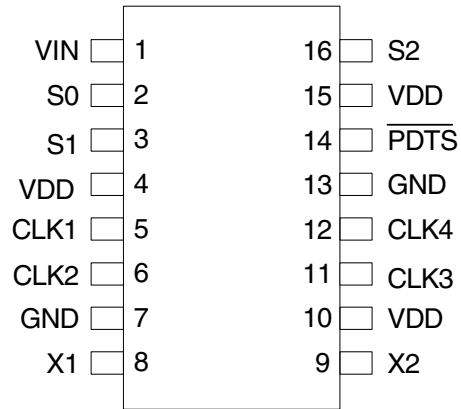 VIN 1 16 S2
S0 2 15 VDD
S1 3 14 PDTS
VDD 4 13 GND
CLK1 5 12 CLK4
CLK2 6 11 CLK3
GND 7 10 VDD
X1 8 9 X2